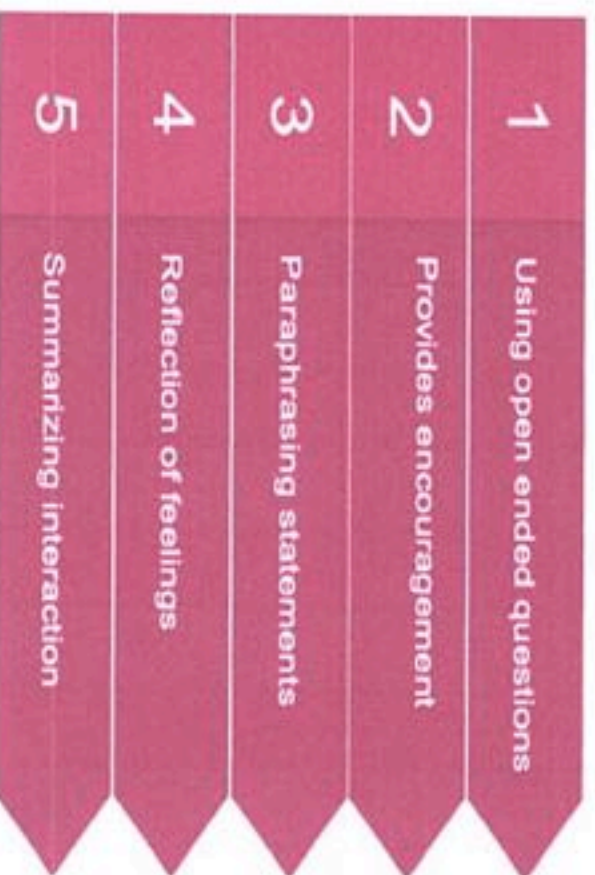 1 Using open ended questions
2 Provides encouragement
3 Paraphrasing statements
4 Reflection of feelings
5 Summarizing interaction